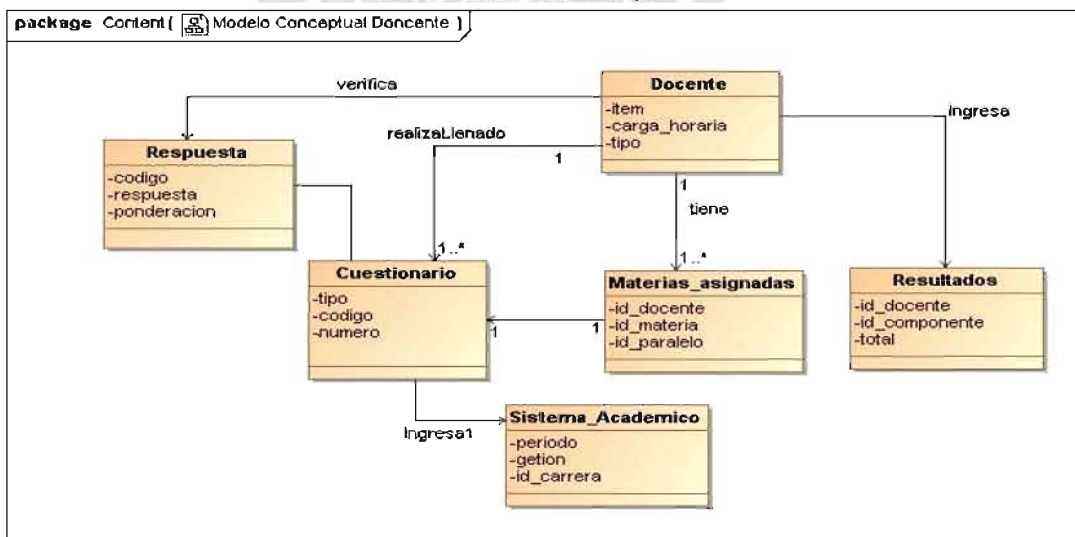 package Content [ Modelo Conceptual Doncente ]
verifica
Docente
-item
-carga_horaria
-tipo
ingresa
realizaLlenado
1
1
tiene
Respuesta
-codigo
-respuesta
-ponderacion
1..*
1..*
Cuestionario
-tipo
-codigo
-numero
Materias_asignadas
-id_docente
-id_materia
-id_paralelo
Resultados
-id_docente
-id_componente
-total
1
1
Ingresa1
Sistema_Academico
-periodo
-getion
-id_carrera